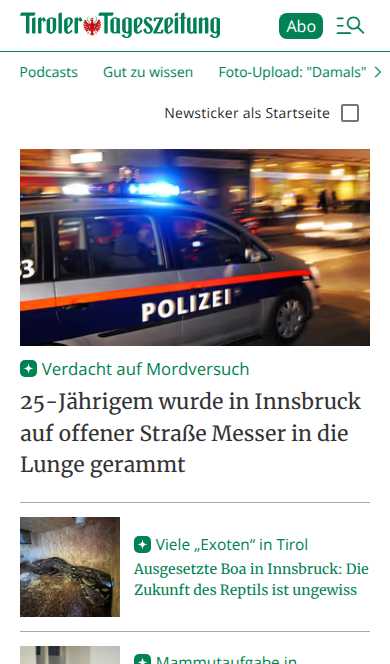 Tiroler Tageszeitung
Abo
Podcasts Gut zu wissen Foto-Upload: "Damals"
Newsticker als Startseite
3
POLIZEI
Verdacht auf Mordversuch
25-Jährigem wurde in Innsbruck
auf offener Straße Messer in die
Lunge gerammt
Viele „Exoten“ in Tirol
Ausgesetzte Boa in Innsbruck: Die
Zukunft des Reptils ist ungewiss
Mammutaufgabe in